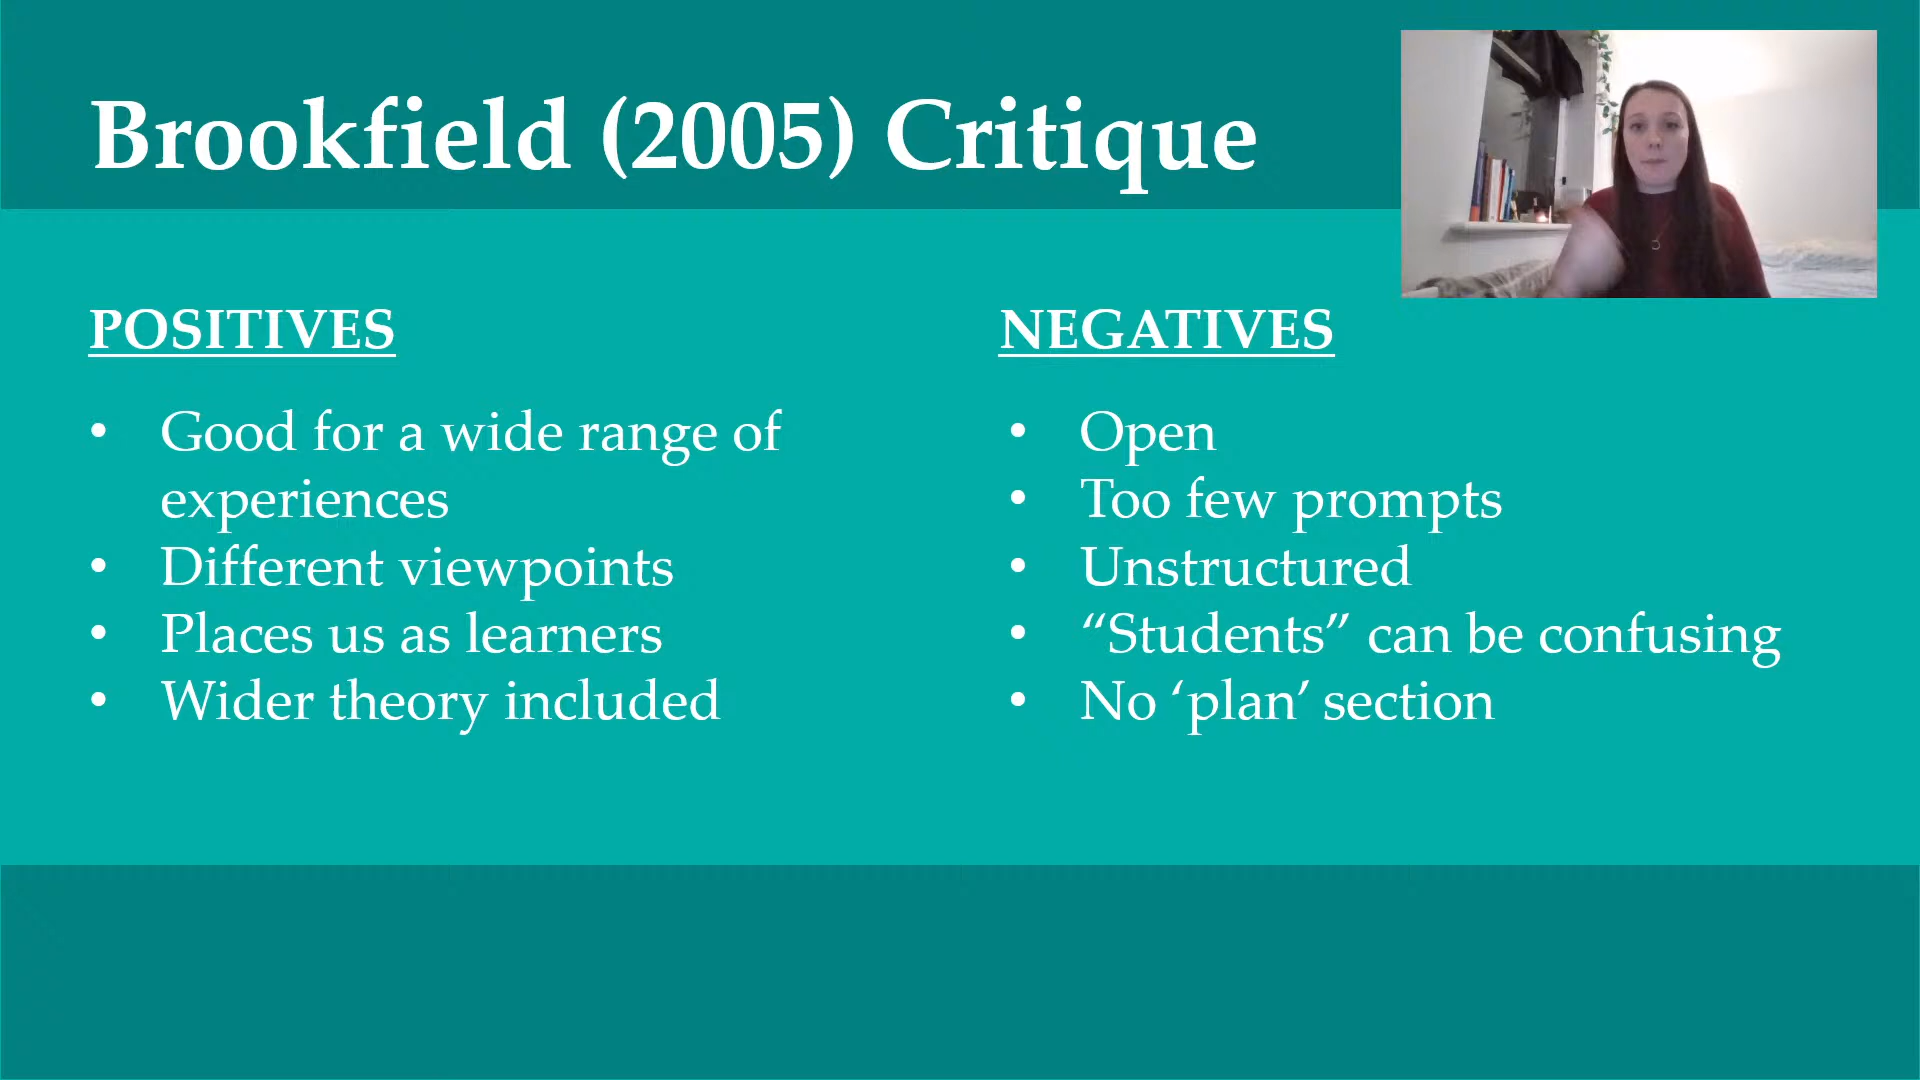 Brookfield (2005) Critique
POSITIVES
• Good for a wide range of
experiences
• Different viewpoints
• Places us as learners
• Wider theory included
NEGATIVES
• Open
• Too few prompts
• Unstructured
• “Students” can be confusing
• No ‘plan’ section